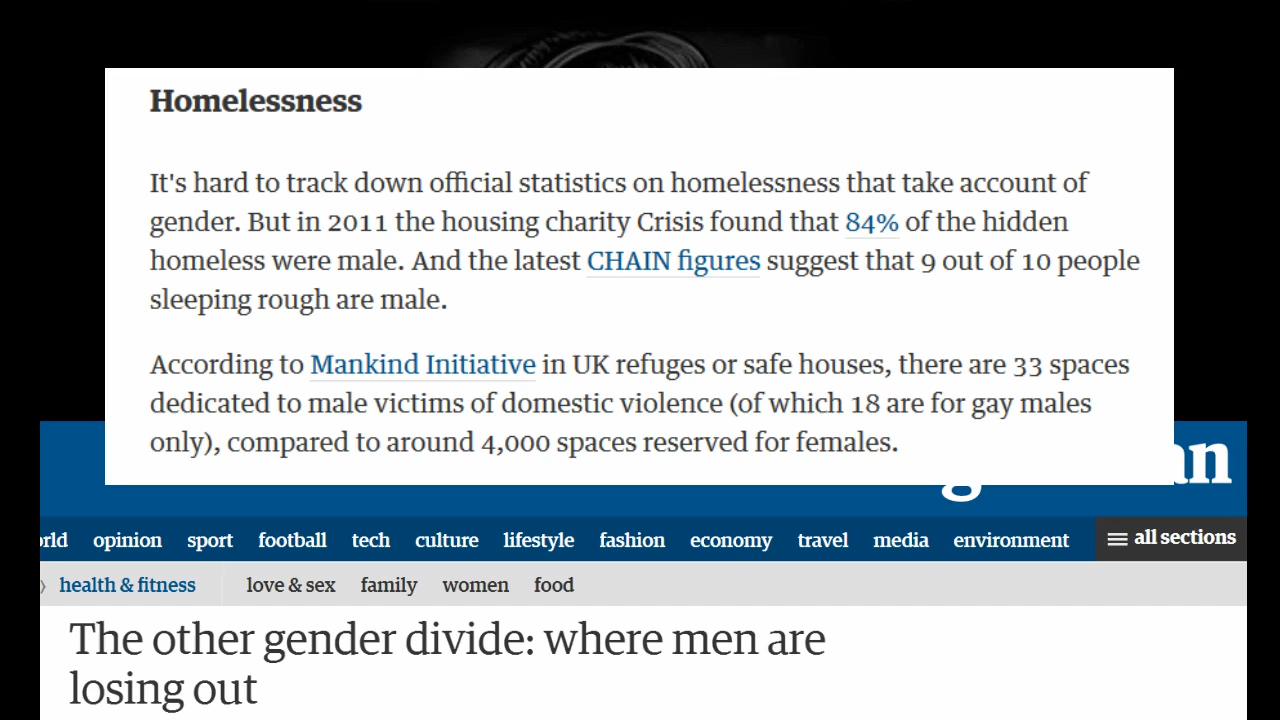 Homelessness
It's hard to track down official statistics on homelessness that take account of
gender. But in 2011 the housing charity Crisis found that 84% of the hidden
homeless were male. And the latest CHAIN figures suggest that 9 out of 10 people
sleeping rough are male.
According to Mankind Initiative in UK refuges or safe houses, there are 33 spaces
dedicated to male victims of domestic violence (of which 18 are for gay males
only), compared to around 4,000 spaces reserved for females.
an
rld opinion sport football tech culture lifestyle fashion economy travel media environment all sections
health & fitness love & sex family women food
The other gender divide: where men are
losing out